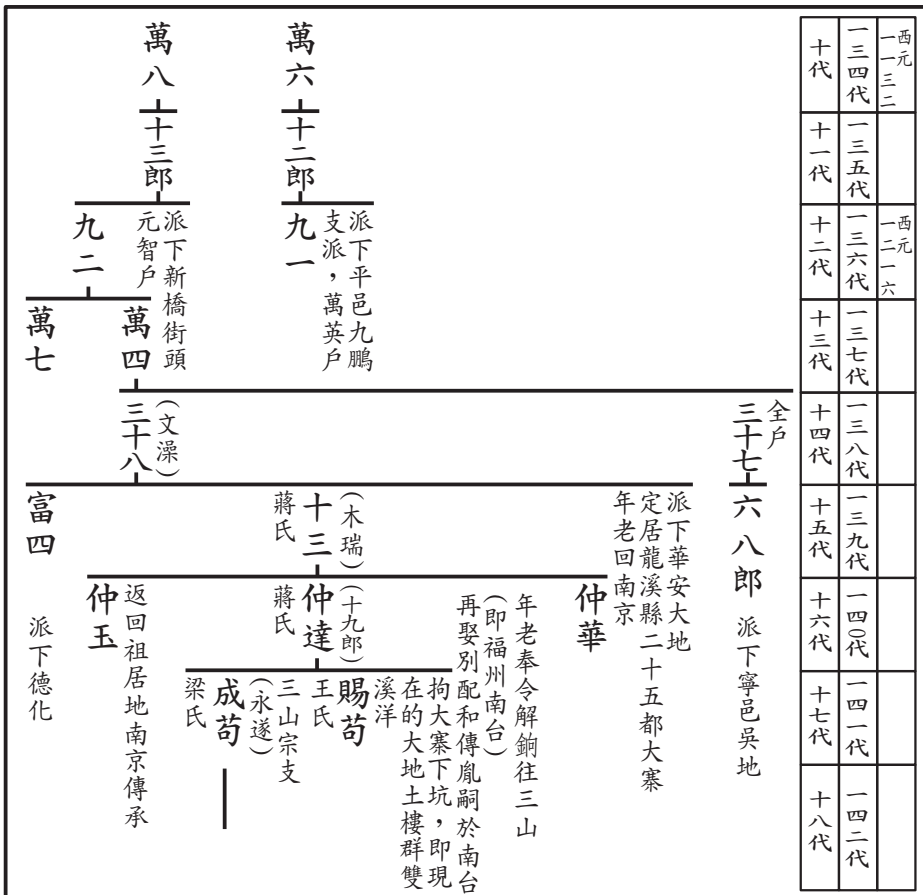 西元一一三二
一三四代
十代
一三五代
十一代
西元一二一六
一三六代
十二代
一三七代
十三代
一三八代
十四代
一三九代
十五代
一四〇代
十六代
一四一代
十七代
一四二代
十八代
萬六
十二郎
九一
派下平邑九鵬
支派，萬英戶
萬八
十三郎
派下新橋街頭
元智戶
九二
萬四
萬七
全戶
三十七
六八郎
派下寧邑吳地
（文澡）
三十八
派下華安大地
定居龍溪縣二十五都大寨
年老回南京
仲華
（木瑞）
十三
蔣氏
富四
派下德化
年老奉令解餉往三山
（即福州南台）
再娶別配和傳胤嗣於南台
（十九郎）
仲達
蔣氏
返回祖居地南京傳承
仲玉
拘大寨下坑，即現
在的大地土樓群雙
溪洋
賜苟
王氏
三山宗支
（永遂）
成苟
梁氏